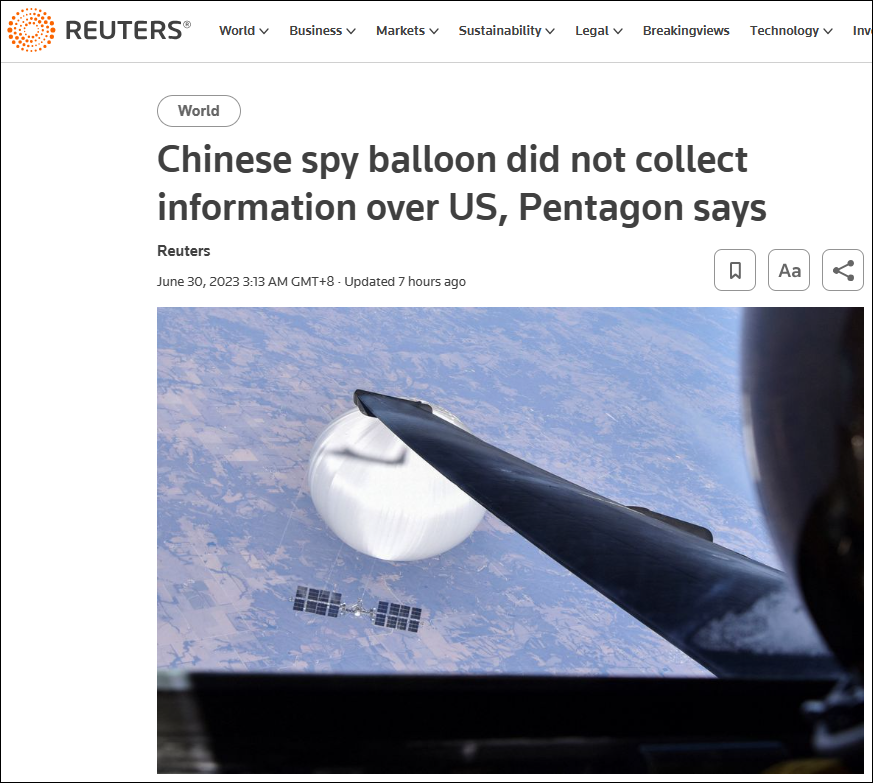 REUTERS®
World Business Markets Sustainability Legal Breakingviews Technology Inv
World
Chinese spy balloon did not collect
information over US, Pentagon says
Reuters
June 30, 2023 3:13 AM GMT+8 · Updated 7 hours ago
Aa